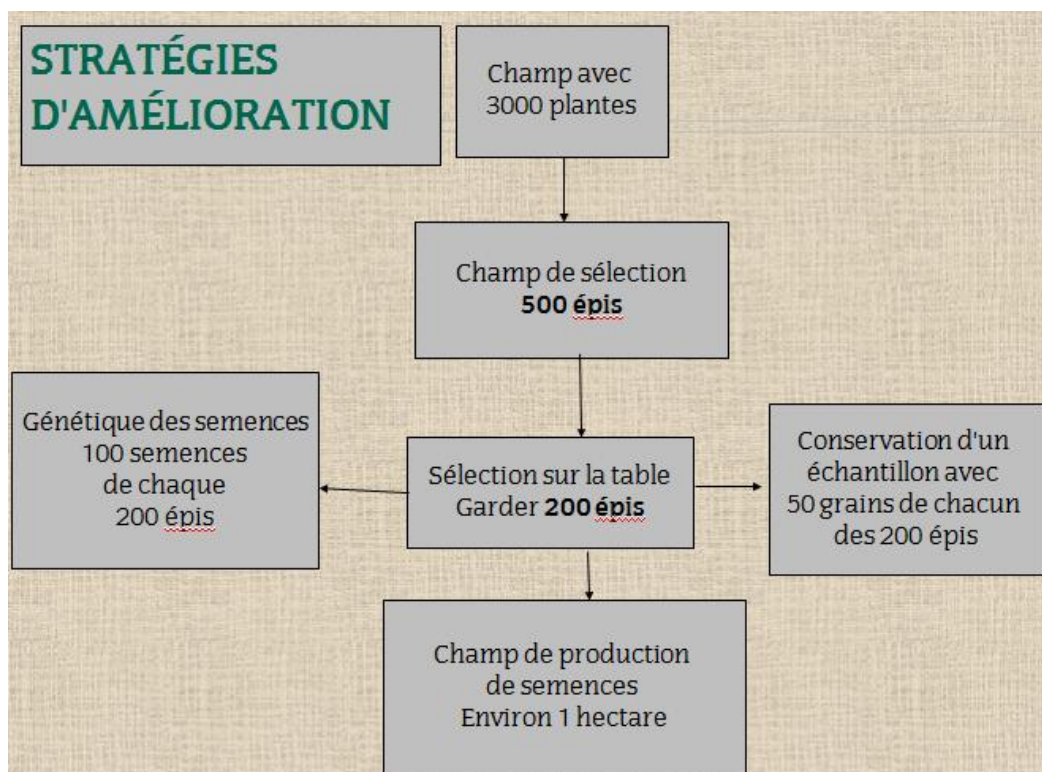 STRATÉGIES
D'AMÉLIORATION
Champ avec
3000 plantes
Champ de sélection
500 épis
Génétique des semences
100 semences
de chaque
200 épis
Sélection sur la table
Garder 200 épis
Conservation d'un
échantillon avec
50 grains de chacun
des 200 épis
Champ de production
de semences
Environ 1 hectare